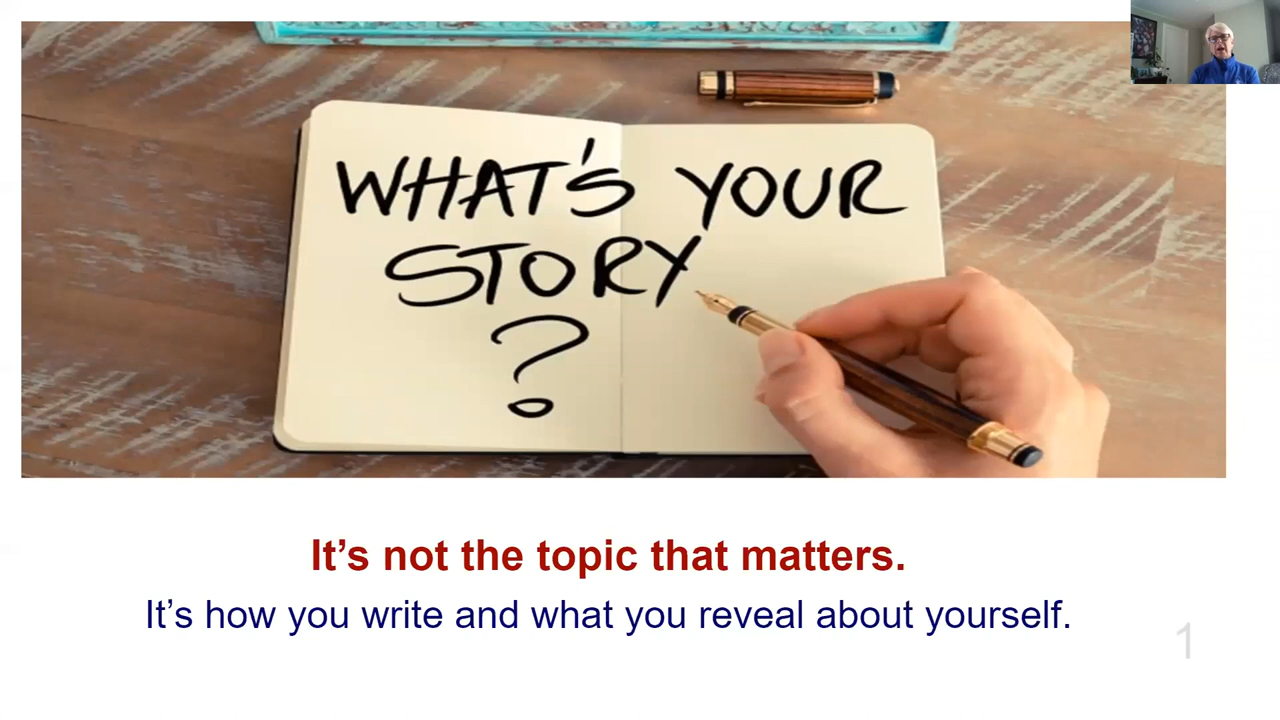 WHAT'S YOUR
STORY
?
It's not the topic that matters.
It's how you write and what you reveal about yourself.
1